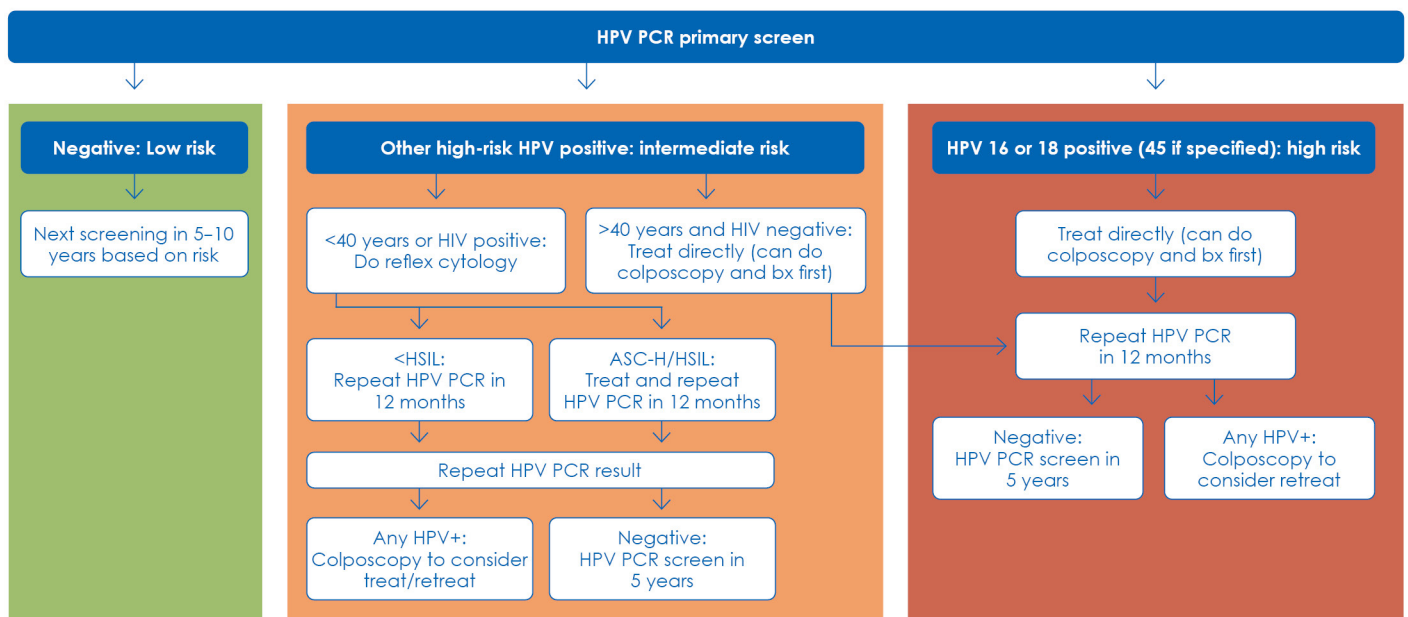 HPV PCR primary screen
Negative: Low risk
Next screening in 5–10
years based on risk
Other high-risk HPV positive: intermediate risk
<40 years or HIV positive:
Do reflex cytology
>40 years and HIV negative:
Treat directly (can do
colposcopy and bx first)
<HSIL:
Repeat HPV PCR in
12 months
ASC-H/HSIL:
Treat and repeat
HPV PCR in 12 months
Repeat HPV PCR result
Any HPV+:
Colposcopy to consider
treat/retreat
Negative:
HPV PCR screen in
5 years
HPV 16 or 18 positive (45 if specified): high risk
Treat directly (can do
colposcopy and bx first)
Repeat HPV PCR
in 12 months
Negative:
HPV PCR screen in
5 years
Any HPV+:
Colposcopy to
consider retreat